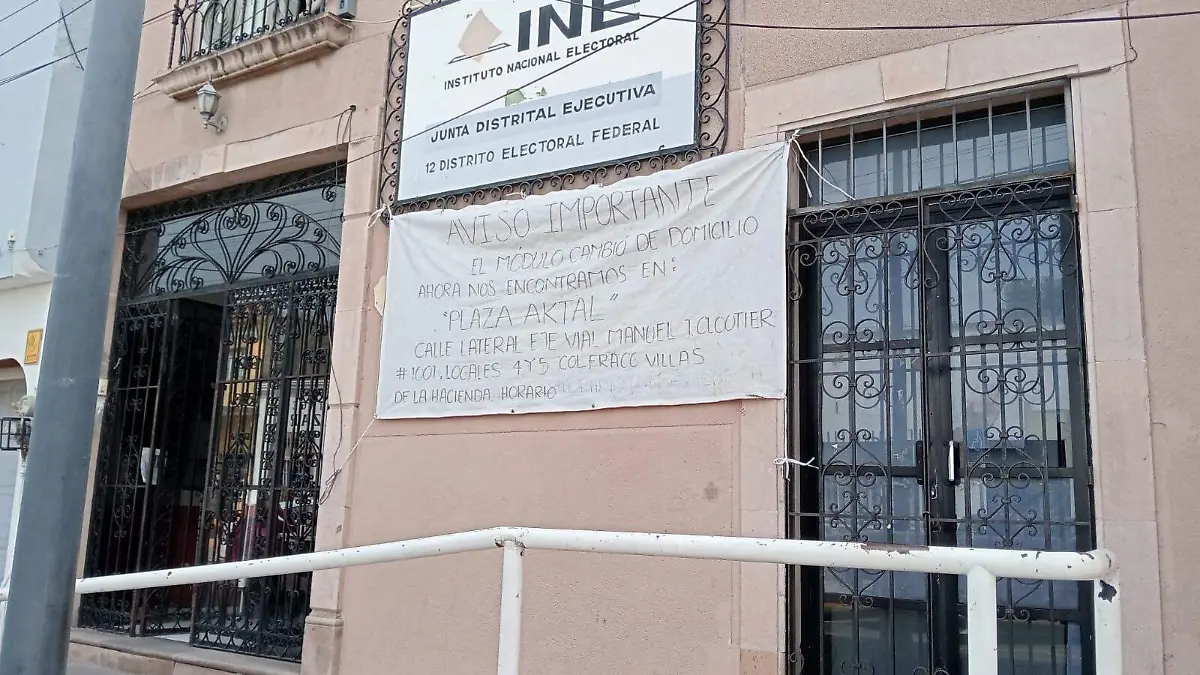 INE
INSTITUTO NACIONAL ELECTORAL
JUNTA DISTRITAL EJECUTIVA
12 DISTRITO ELECTORAL FEDERAL
AVISO IMPORTANTE
EL MÓDULO CAMBIÓ DE DOMICILIO
AHORA NOS ENCONTRAMOS EN:
"PLAZA AKTAL"
CALLE LATERAL EJE VIAL MANUEL J. CLOUTIER
#1001, LOCALES 4 Y 5 COL. FRACC VILLAS
DE LA HACIENDA, HORARIO